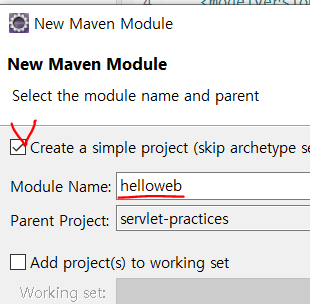 New Maven Module
New Maven Module
Select the module name and parent
Create a simple project (skip archetype se
Module Name: helloweb
Parent Project: servlet-practices
Add project(s) to working set
Working set: